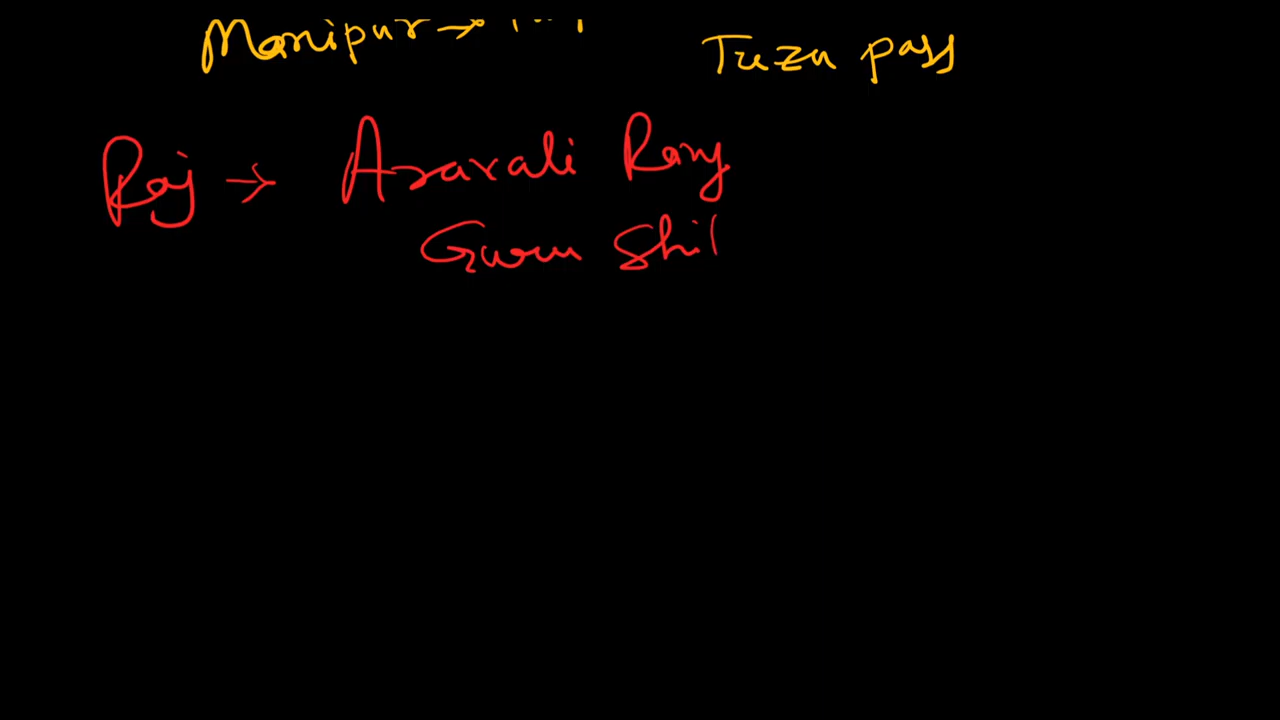 Manipur → Tuzu pass
Raj → Aravali Rang
Guru Shil